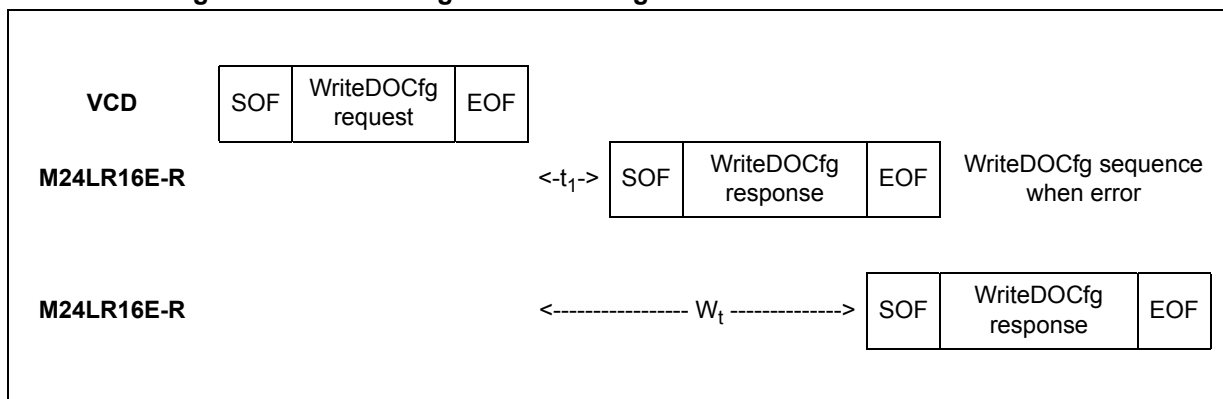 VCD
SOF
WriteDOCfg
request
EOF
M24LR16E-R
<-t1->
SOF
WriteDOCfg
response
EOF
WriteDOCfg sequence
when error
M24LR16E-R
<----------------- Wt -------------->
SOF
WriteDOCfg
response
EOF